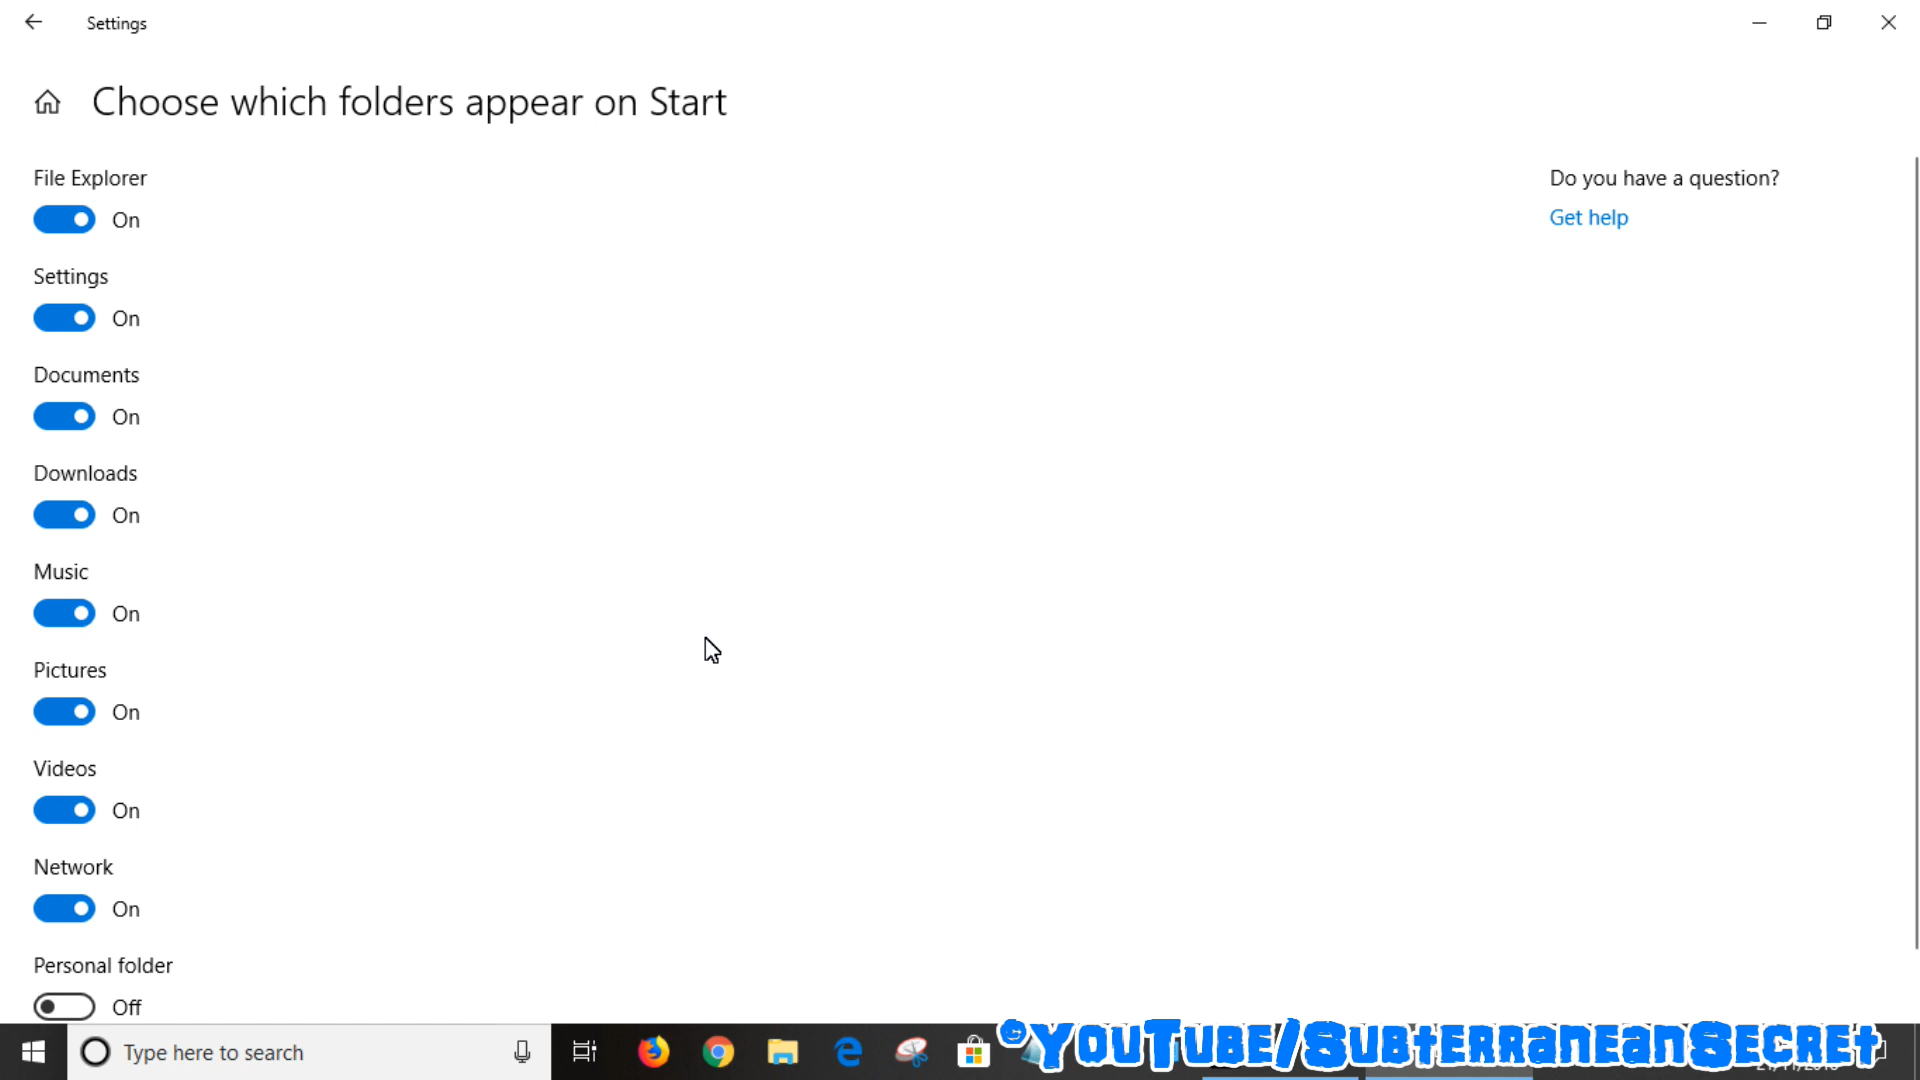 Settings
Choose which folders appear on Start
File Explorer
On
Settings
On
Documents
On
Downloads
On
Music
On
Pictures
On
Videos
On
Network
On
Personal folder
Off
Do you have a question?
Get help
Type here to search
©YouTube/SubterraneanSecret